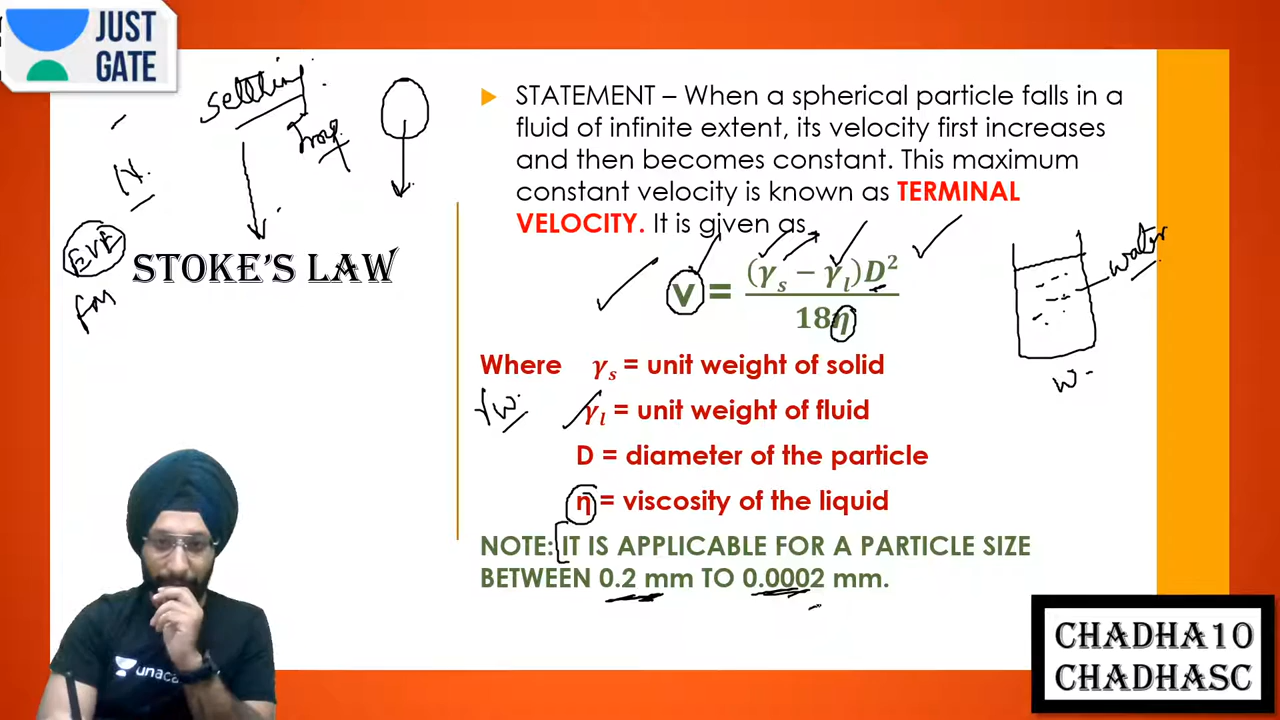 JUST
GATE
settling
STOKE'S LAW
STATEMENT – When a spherical particle falls in a
fluid of infinite extent, its velocity first increases
and then becomes constant. This maximum
constant velocity is known as TERMINAL
VELOCITY. It is given as,
v = (γs − γl)D² / 18η
water
Where γs = unit weight of solid
γw.
γl = unit weight of fluid
D = diameter of the particle
η = viscosity of the liquid
NOTE: IT IS APPLICABLE FOR A PARTICLE SIZE
BETWEEN 0.2 mm TO 0.0002 mm.
unaca
CHADHA10
CHADHASC